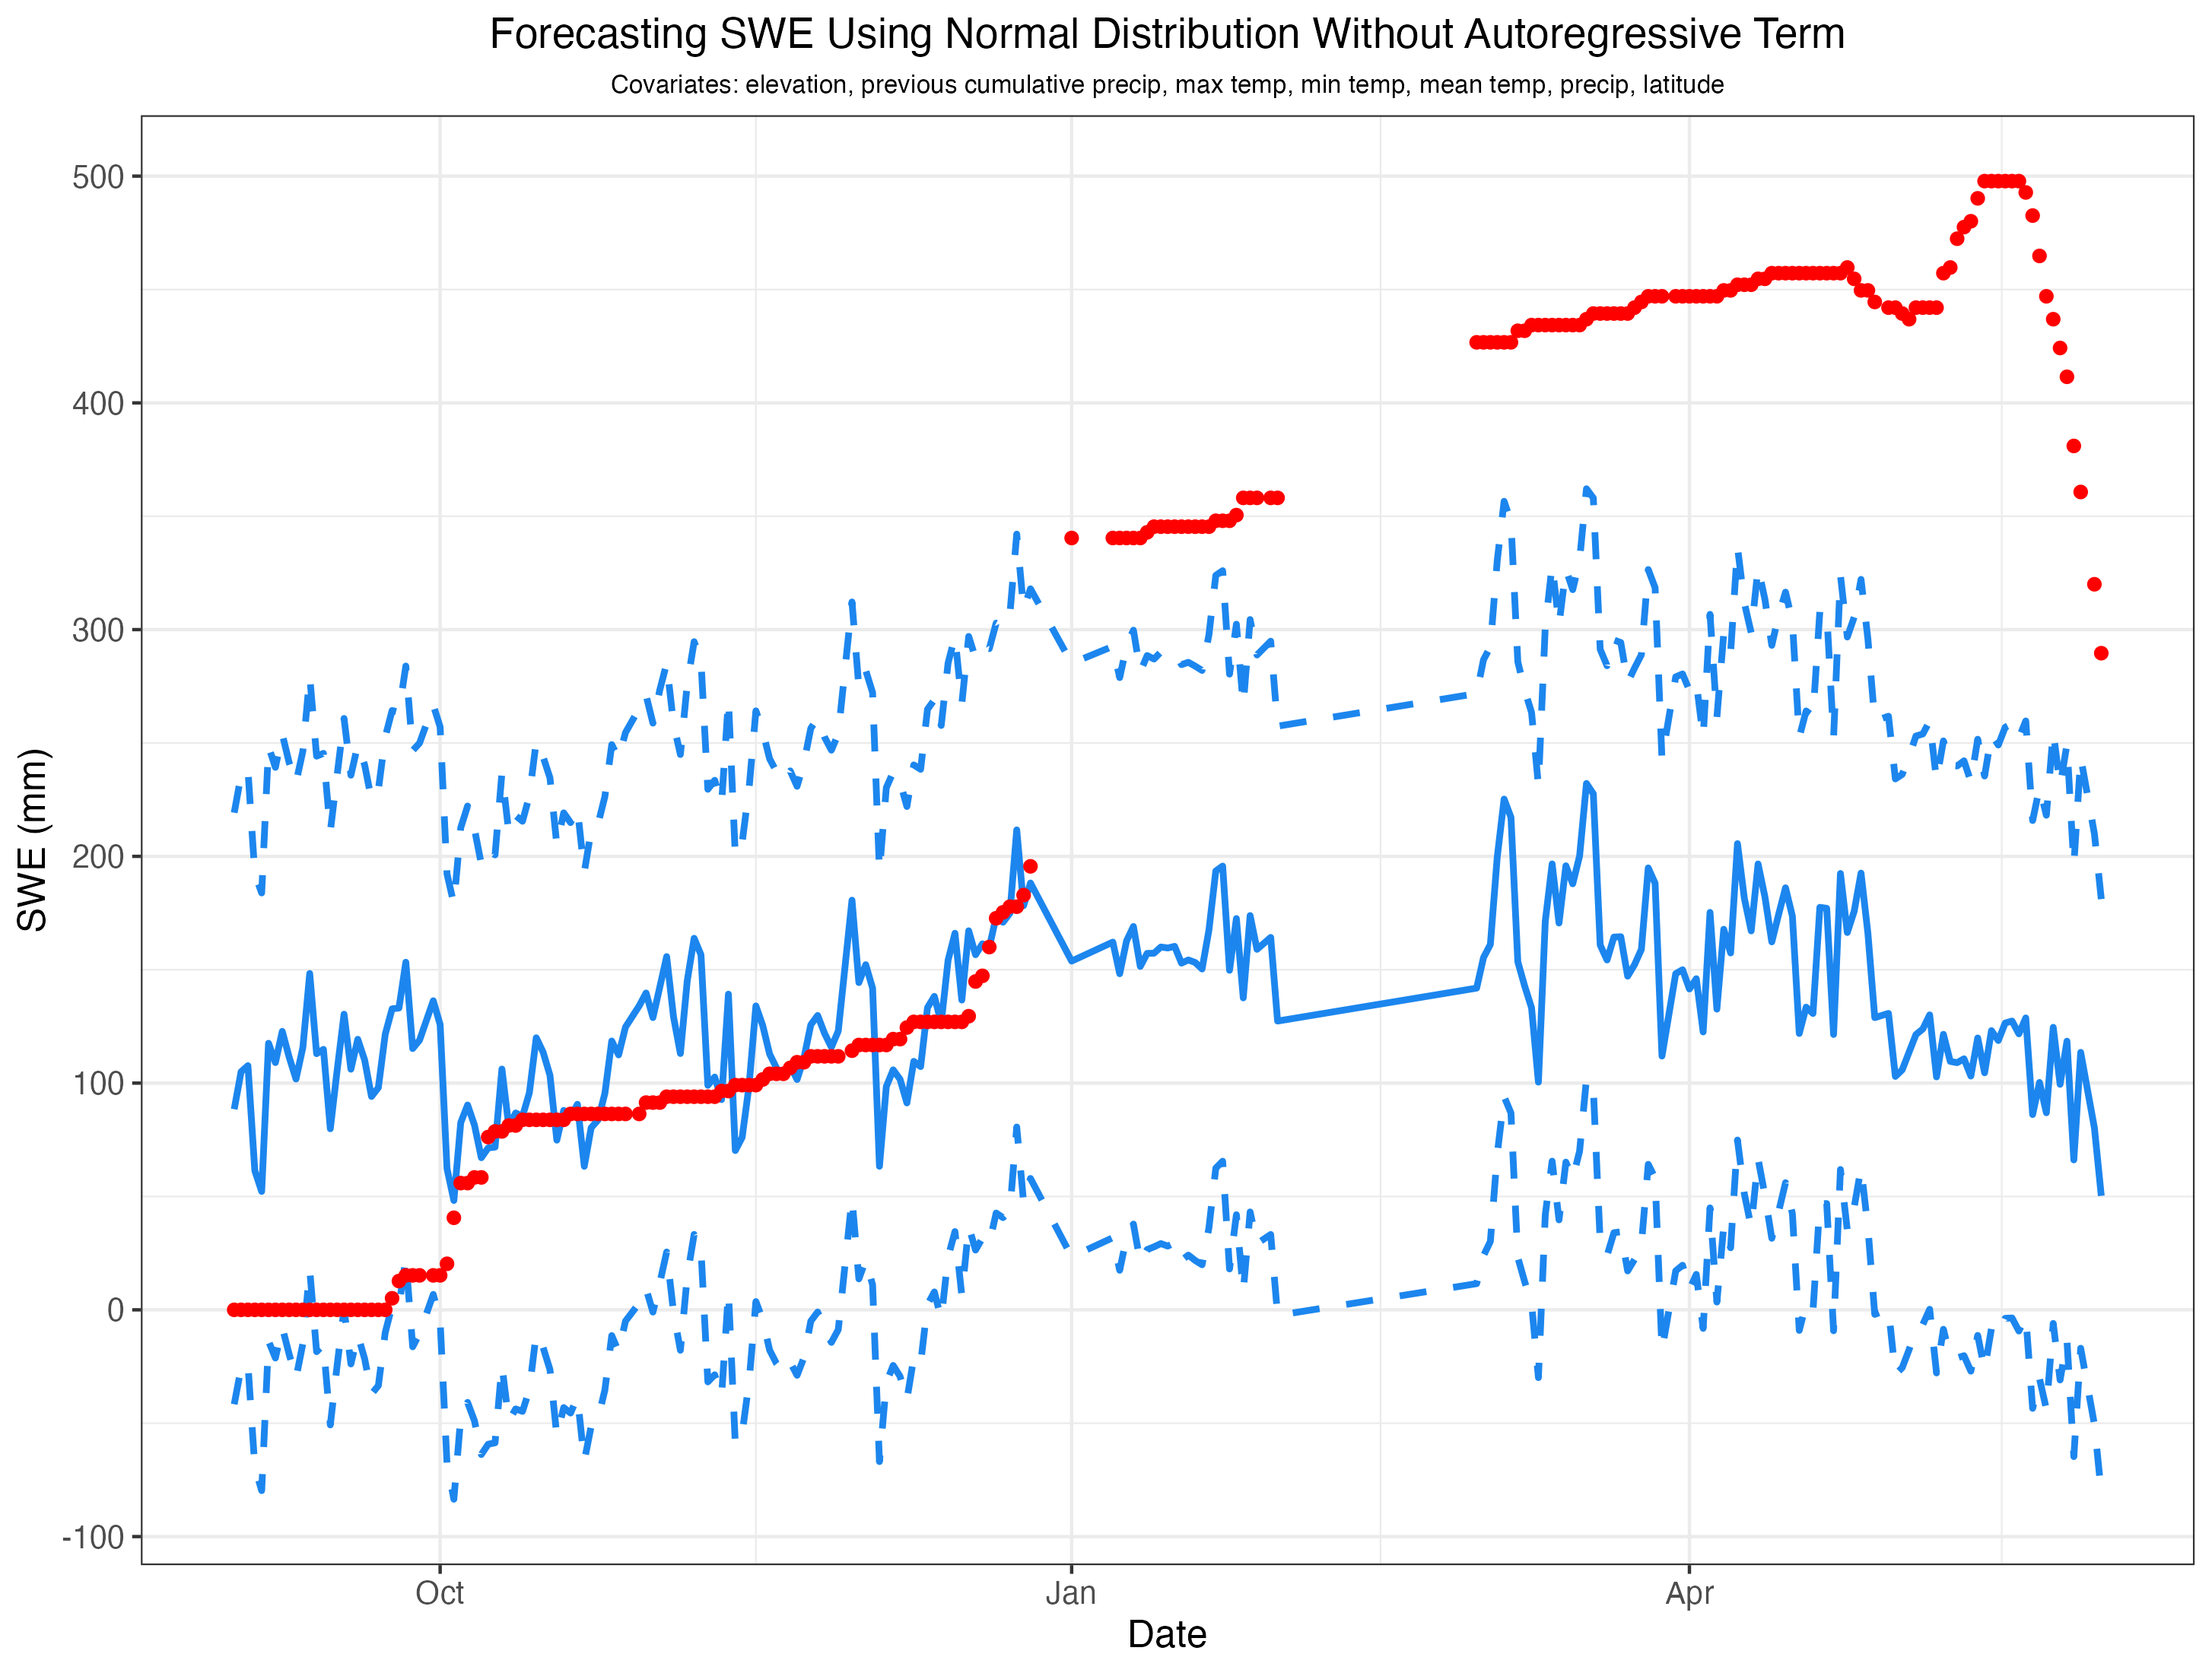 Forecasting SWE Using Normal Distribution Without Autoregressive Term
Covariates: elevation, previous cumulative precip, max temp, min temp, mean temp, precip, latitude
SWE (mm)
500
400
300
200
100
0
-100
Oct
Jan
Apr
Date